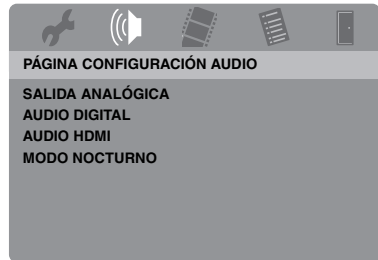 PÁGINA CONFIGURACIÓN AUDIO
SALIDA ANALÓGICA
AUDIO DIGITAL
AUDIO HDMI
MODO NOCTURNO